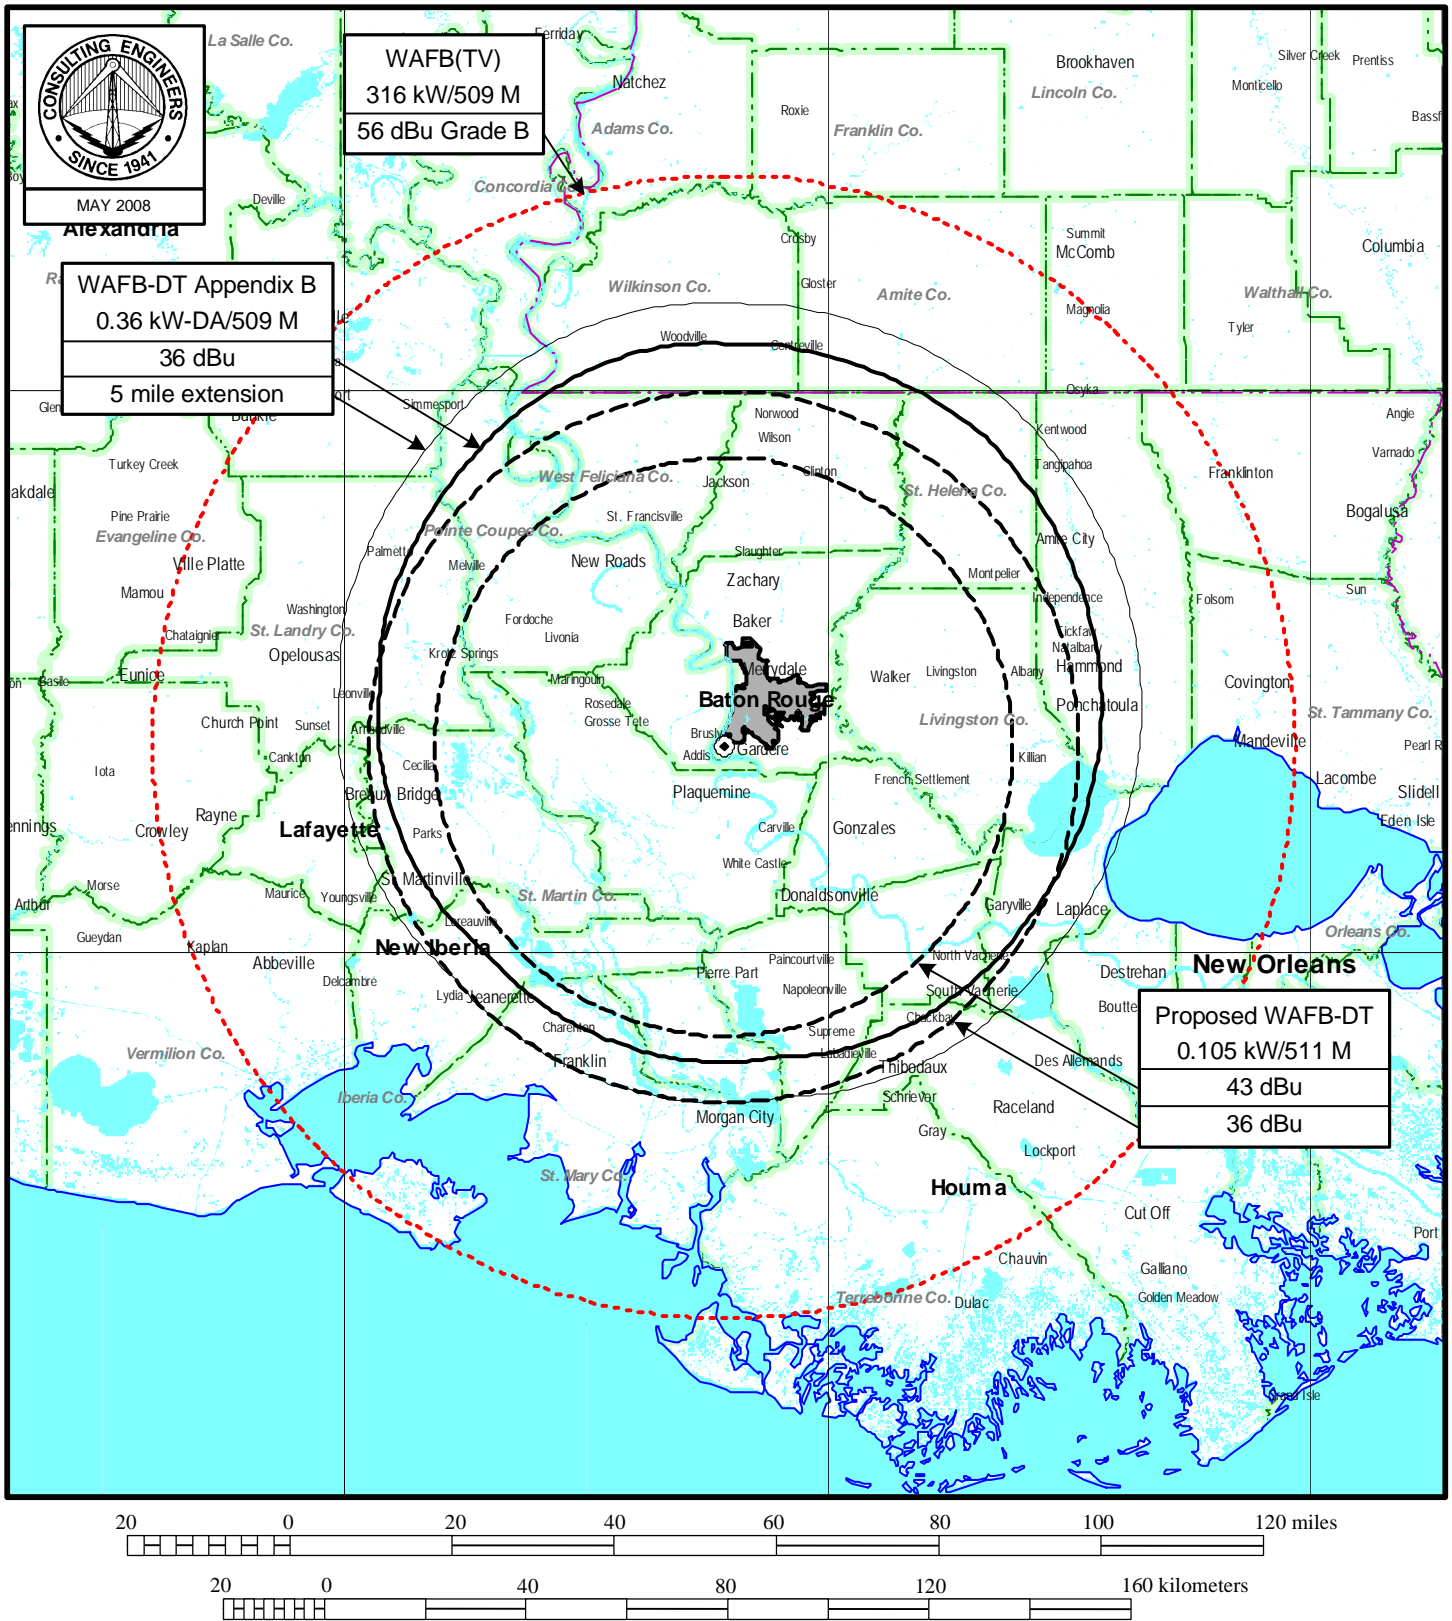 CONSULTING ENGINEERS
• SINCE 1941 •
MAY 2008
WAFB(TV)
316 kW/509 M
56 dBu Grade B
WAFB-DT Appendix B
0.36 kW-DA/509 M
36 dBu
5 mile extension
La Salle Co.
Ferriday
Natchez
Adams Co.
Roxie
Franklin Co.
Brookhaven
Lincoln Co.
Silver Creek
Prentiss
Monticello
Concordia
Deville
Alexandria
Crosby
Gloster
Wilkinson Co.
Amite Co.
Summit
McComb
Magnolia
Columbia
Walthall Co.
Tyler
Woodville
Centreville
Osyka
Simmesport
Bunkie
Norwood
Wilson
Kentwood
Angie
Varnado
Turkey Creek
Clinton
Tangipahoa
Franklinton
West Feliciana Co.
Jackson
St. Helena Co.
Bogalusa
akdale
Pine Prairie
Evangeline Co.
Ville Platte
Mamou
Palmetto
Pointe Coupee Co.
Melville
St. Francisville
New Roads
Slaughter
Zachary
Amite City
Montpelier
Independence
Folsom
Sun
Washington
St. Landry Co.
Chataignier
Opelousas
Fordoche
Livonia
Baker
Tickfaw
Natalbany
Hammond
Krotz Springs
Basile
Eunice
Maringouin
Merrydale
Walker
Livingston
Albany
Covington
Leonville
Rosedale
Grosse Tete
Baton Rouge
Livingston Co.
Ponchatoula
St. Tammany Co.
Church Point
Sunset
Arnaudville
Brusly
Addis
Gardere
Mandeville
Pearl R
Iota
Cankton
Cecilia
French Settlement
Killian
Lacombe
Slidell
Breaux Bridge
Plaquemine
ennings
Crowley
Rayne
Lafayette
Parks
Carville
Gonzales
Eden Isle
White Castle
Morse
Arthur
Maurice
Youngsville
St. Martinville
St. Martin Co.
Donaldsonville
Garyville
Laplace
Gueydan
Kaplan
Loreauville
New Iberia
Abbeville
Paincourtville
North Vacherie
Orleans Co.
New Orleans
Destrehan
Delcambre
Lydia
Jeanerette
Pierre Part
Napoleonville
South Vacherie
Boutte
Charenton
Supreme
Chackbay
Vermilion Co.
Franklin
Labadieville
Thibodaux
Des Allemands
Iberia Co.
Morgan City
Schriever
Raceland
Gray
Lockport
St. Mary Co.
Houma
Cut Off
Port
Chauvin
Galliano
Terrebonne Co.
Dulac
Golden Meadow
Grand Isle
Proposed WAFB-DT
0.105 kW/511 M
43 dBu
36 dBu
20 0 20 40 60 80 100 120 miles
20 0 40 80 120 160 kilometers